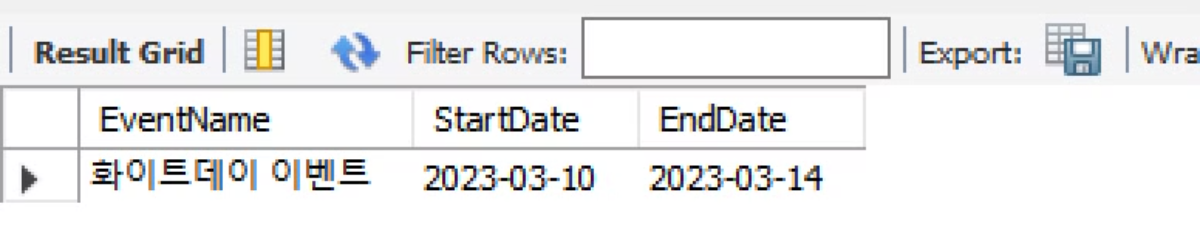 Result Grid Filter Rows: Export: Wra
EventName StartDate EndDate
화이트데이 이벤트 2023-03-10 2023-03-14